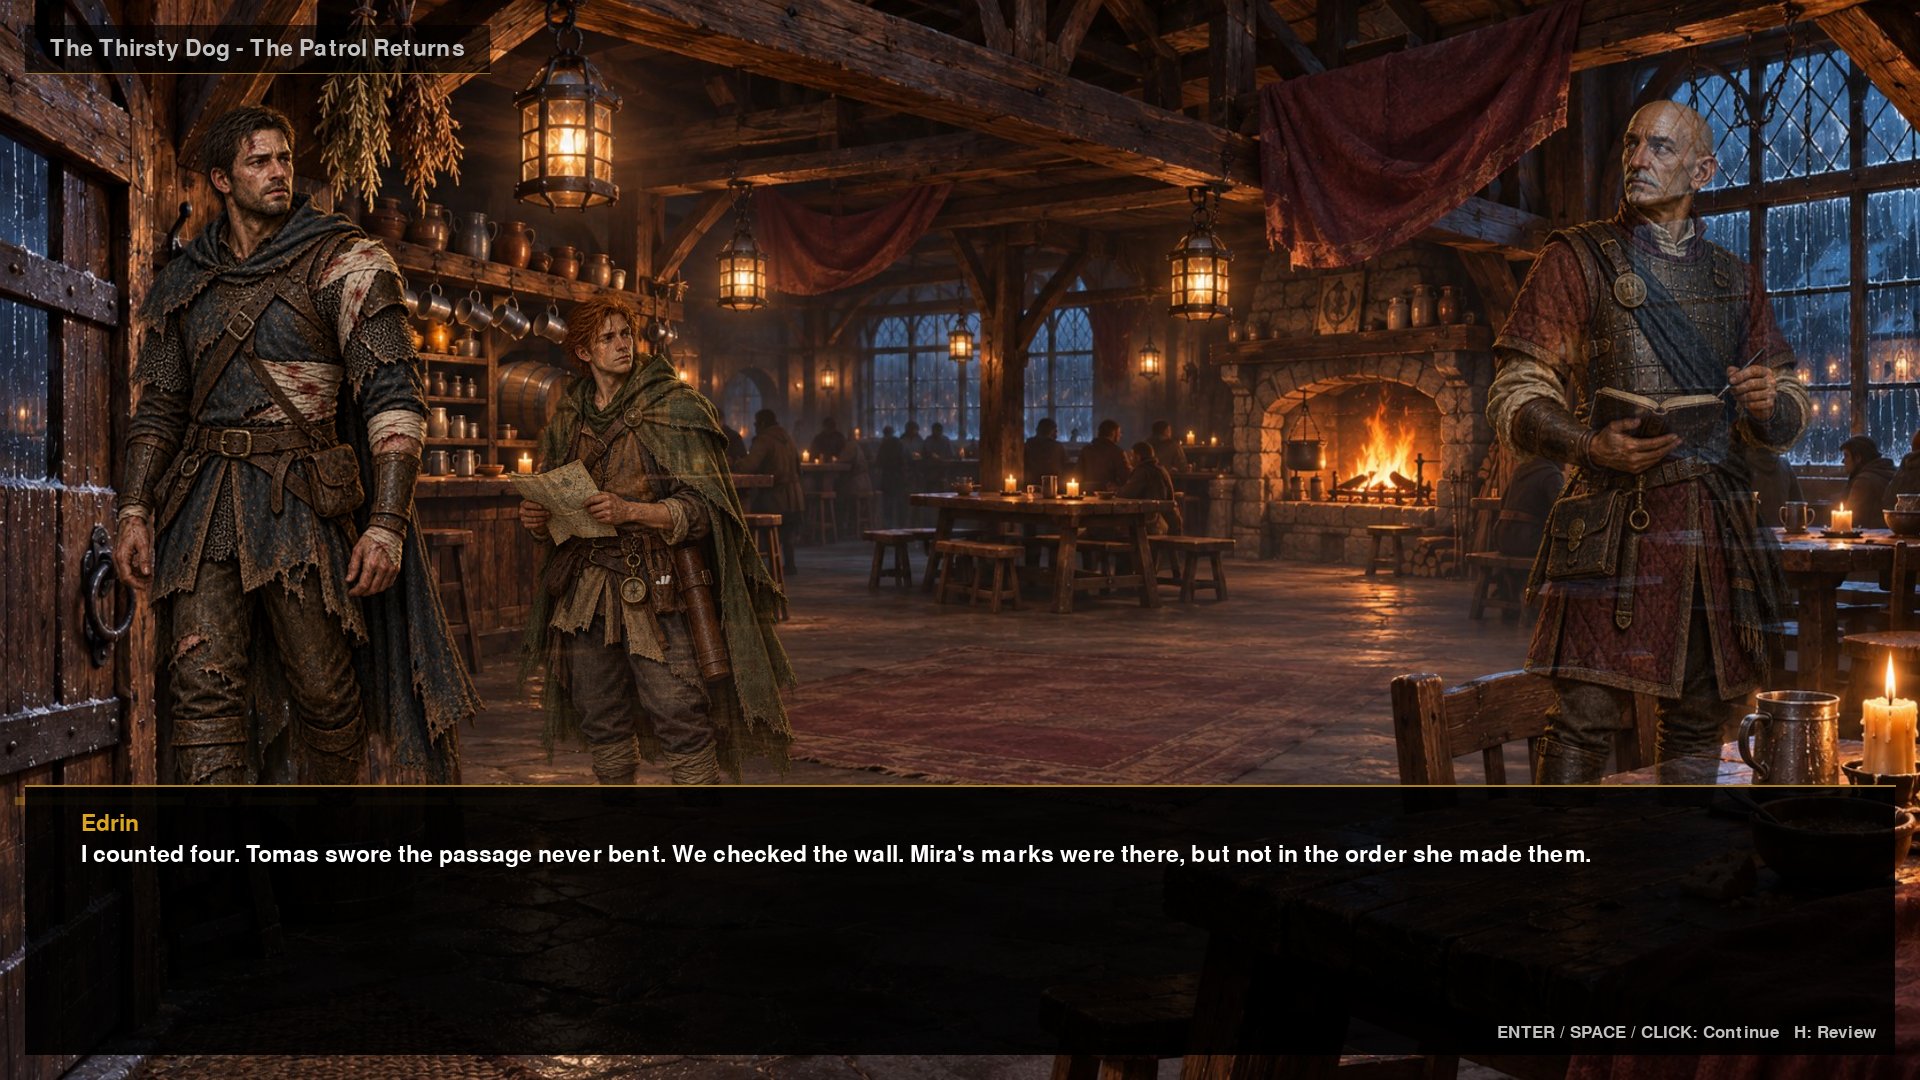 The Thirsty Dog - The Patrol Returns
Edrin
I counted four. Tomas swore the passage never bent. We checked the wall. Mira's marks were there, but not in the order she made them.
ENTER / SPACE / CLICK: Continue H: Review